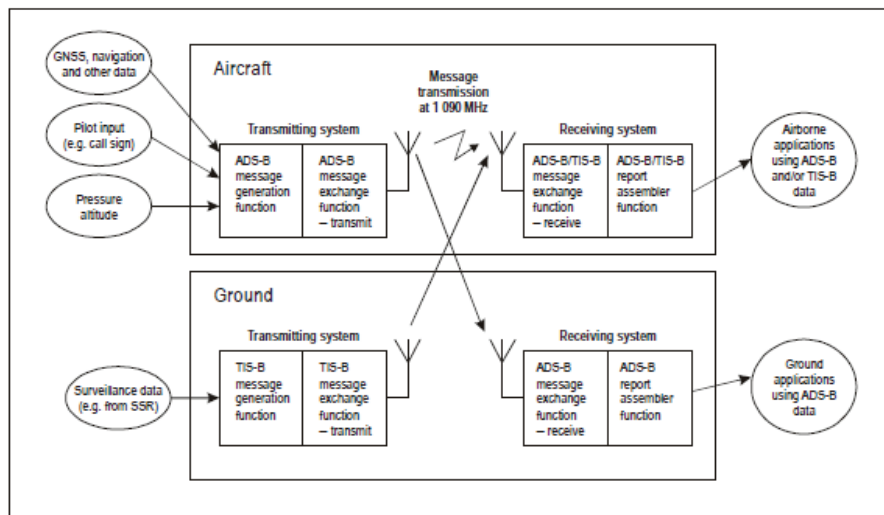 GNSS, navigation
and other data
Pilot input
(e.g. call sign)
Pressure
altitude
Aircraft
Message
transmission
at 1 090 MHz
Transmitting system
ADS-B
message
generation
function
ADS-B
message
exchange
function
– transmit
Receiving system
ADS-B/TIS-B
message
exchange
function
– receive
ADS-B/TIS-B
report
assembler
function
Airborne
applications
using ADS-B
and/or TIS-B
data
Ground
Surveillance data
(e.g. from SSR)
Transmitting system
TIS-B
message
generation
function
TIS-B
message
exchange
function
– transmit
Receiving system
ADS-B
message
exchange
function
– receive
ADS-B
report
assembler
function
Ground
applications
using ADS-B
data